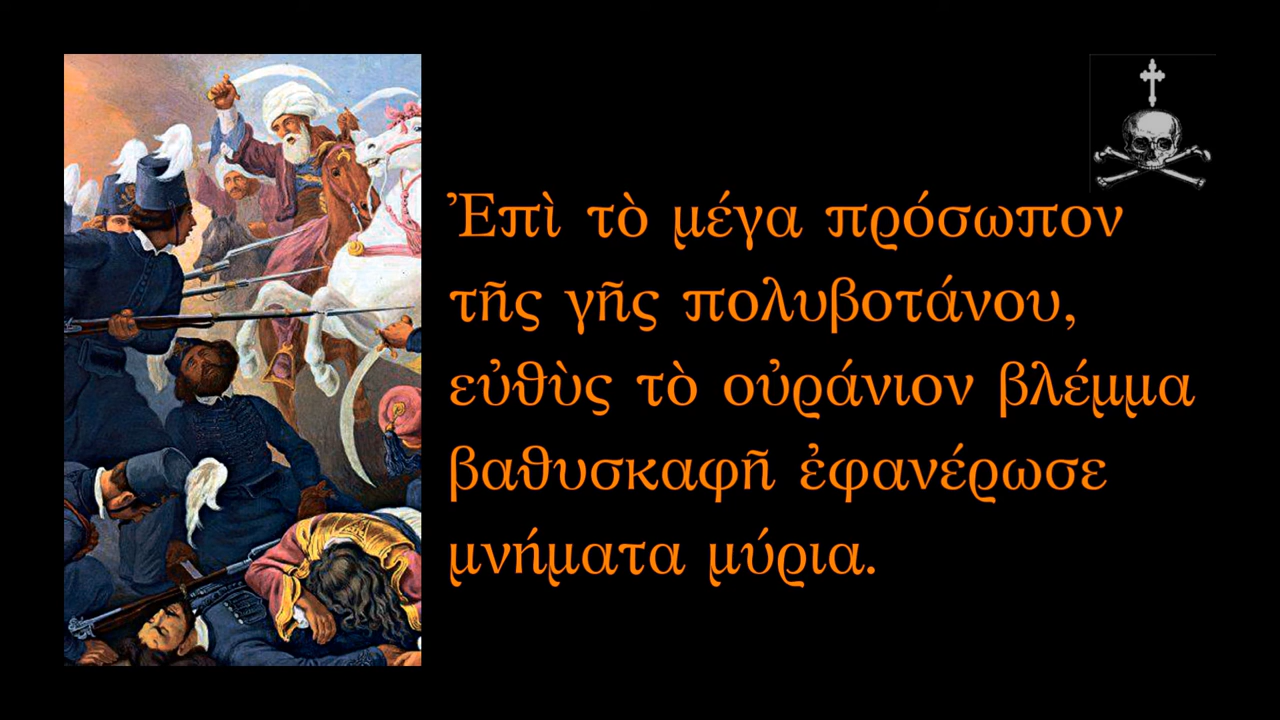 Ἐπὶ τὸ μέγα πρόσωπον
τῆς γῆς πολυβοτάνου,
εὐθὺς τὸ οὐράνιον βλέμμα
βαθυσκαφῆ ἐφανέρωσε
μνήματα μύρια.